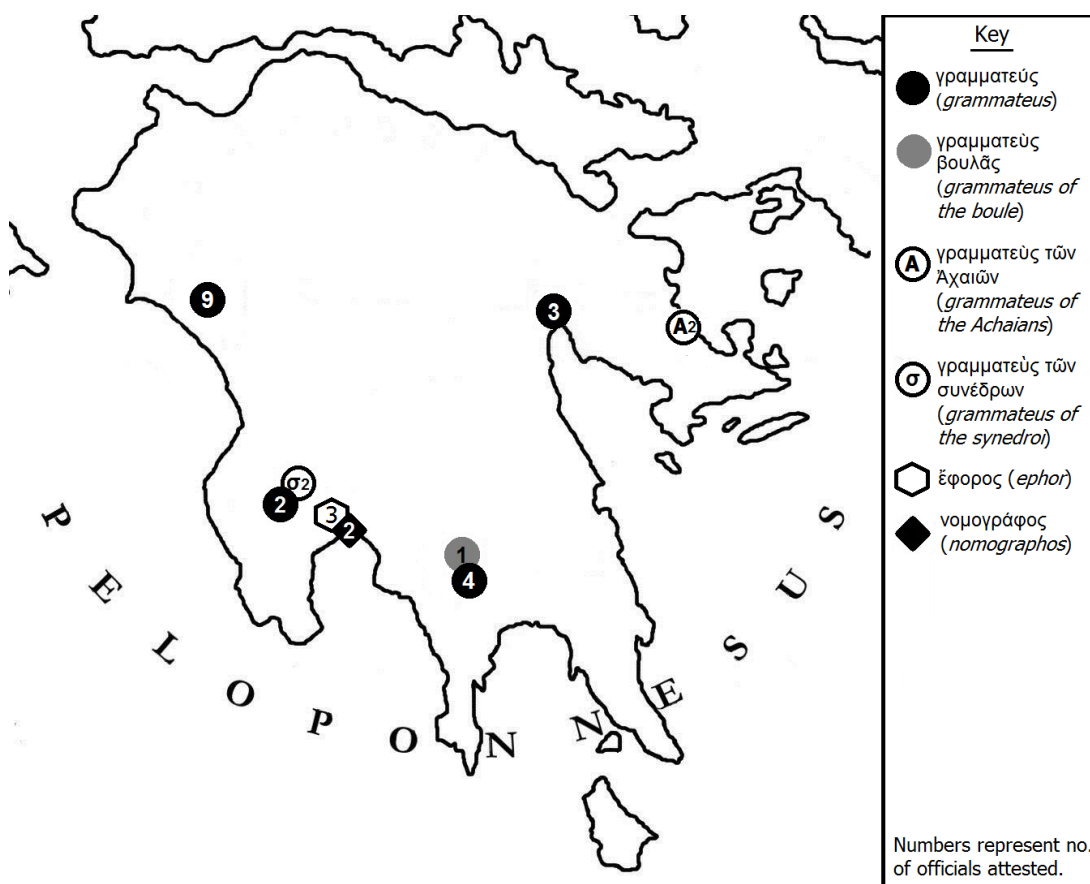 Key
γραμματεύς
(grammateus)
γραμματεὺς
βουλᾶς
(grammateus of
the boule)
A
γραμματεὺς τῶν
Ἀχαιῶν
(grammateus of
the Achaians)
σ
γραμματεὺς τῶν
συνέδρων
(grammateus of
the synedroi)
ἔφορος (ephor)
νομογράφος
(nomographos)
Numbers represent no.
of officials attested.
9
3
A2
σ2
2
3
2
1
4
PELOPONNESUS